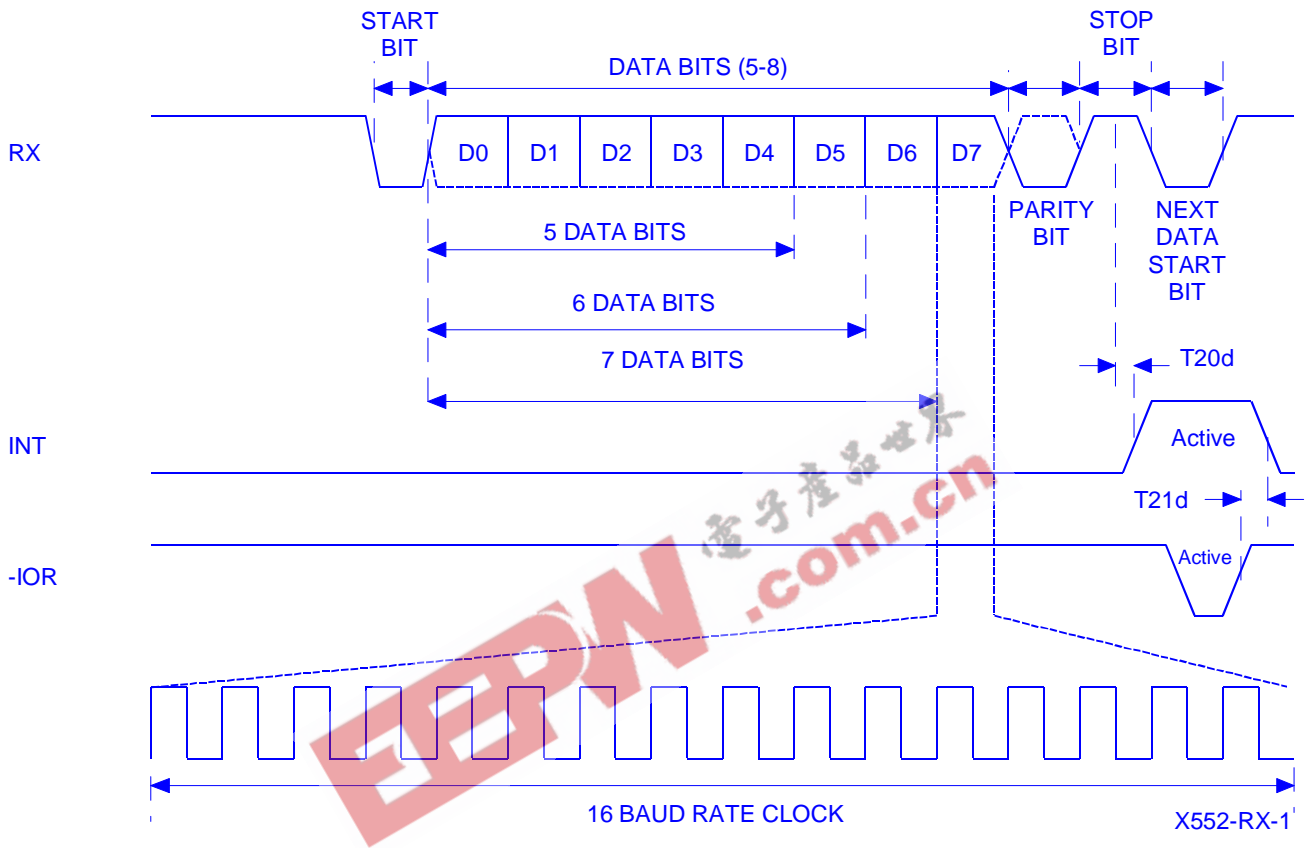 START
BIT
STOP
BIT
DATA BITS (5-8)
RX
D0 D1 D2 D3 D4 D5 D6 D7
PARITY
BIT
NEXT
DATA
START
BIT
5 DATA BITS
6 DATA BITS
7 DATA BITS
T20d
INT
Active
T21d
-IOR
Active
電子產品世界
EEPW
.com.cn
16 BAUD RATE CLOCK
X552-RX-1